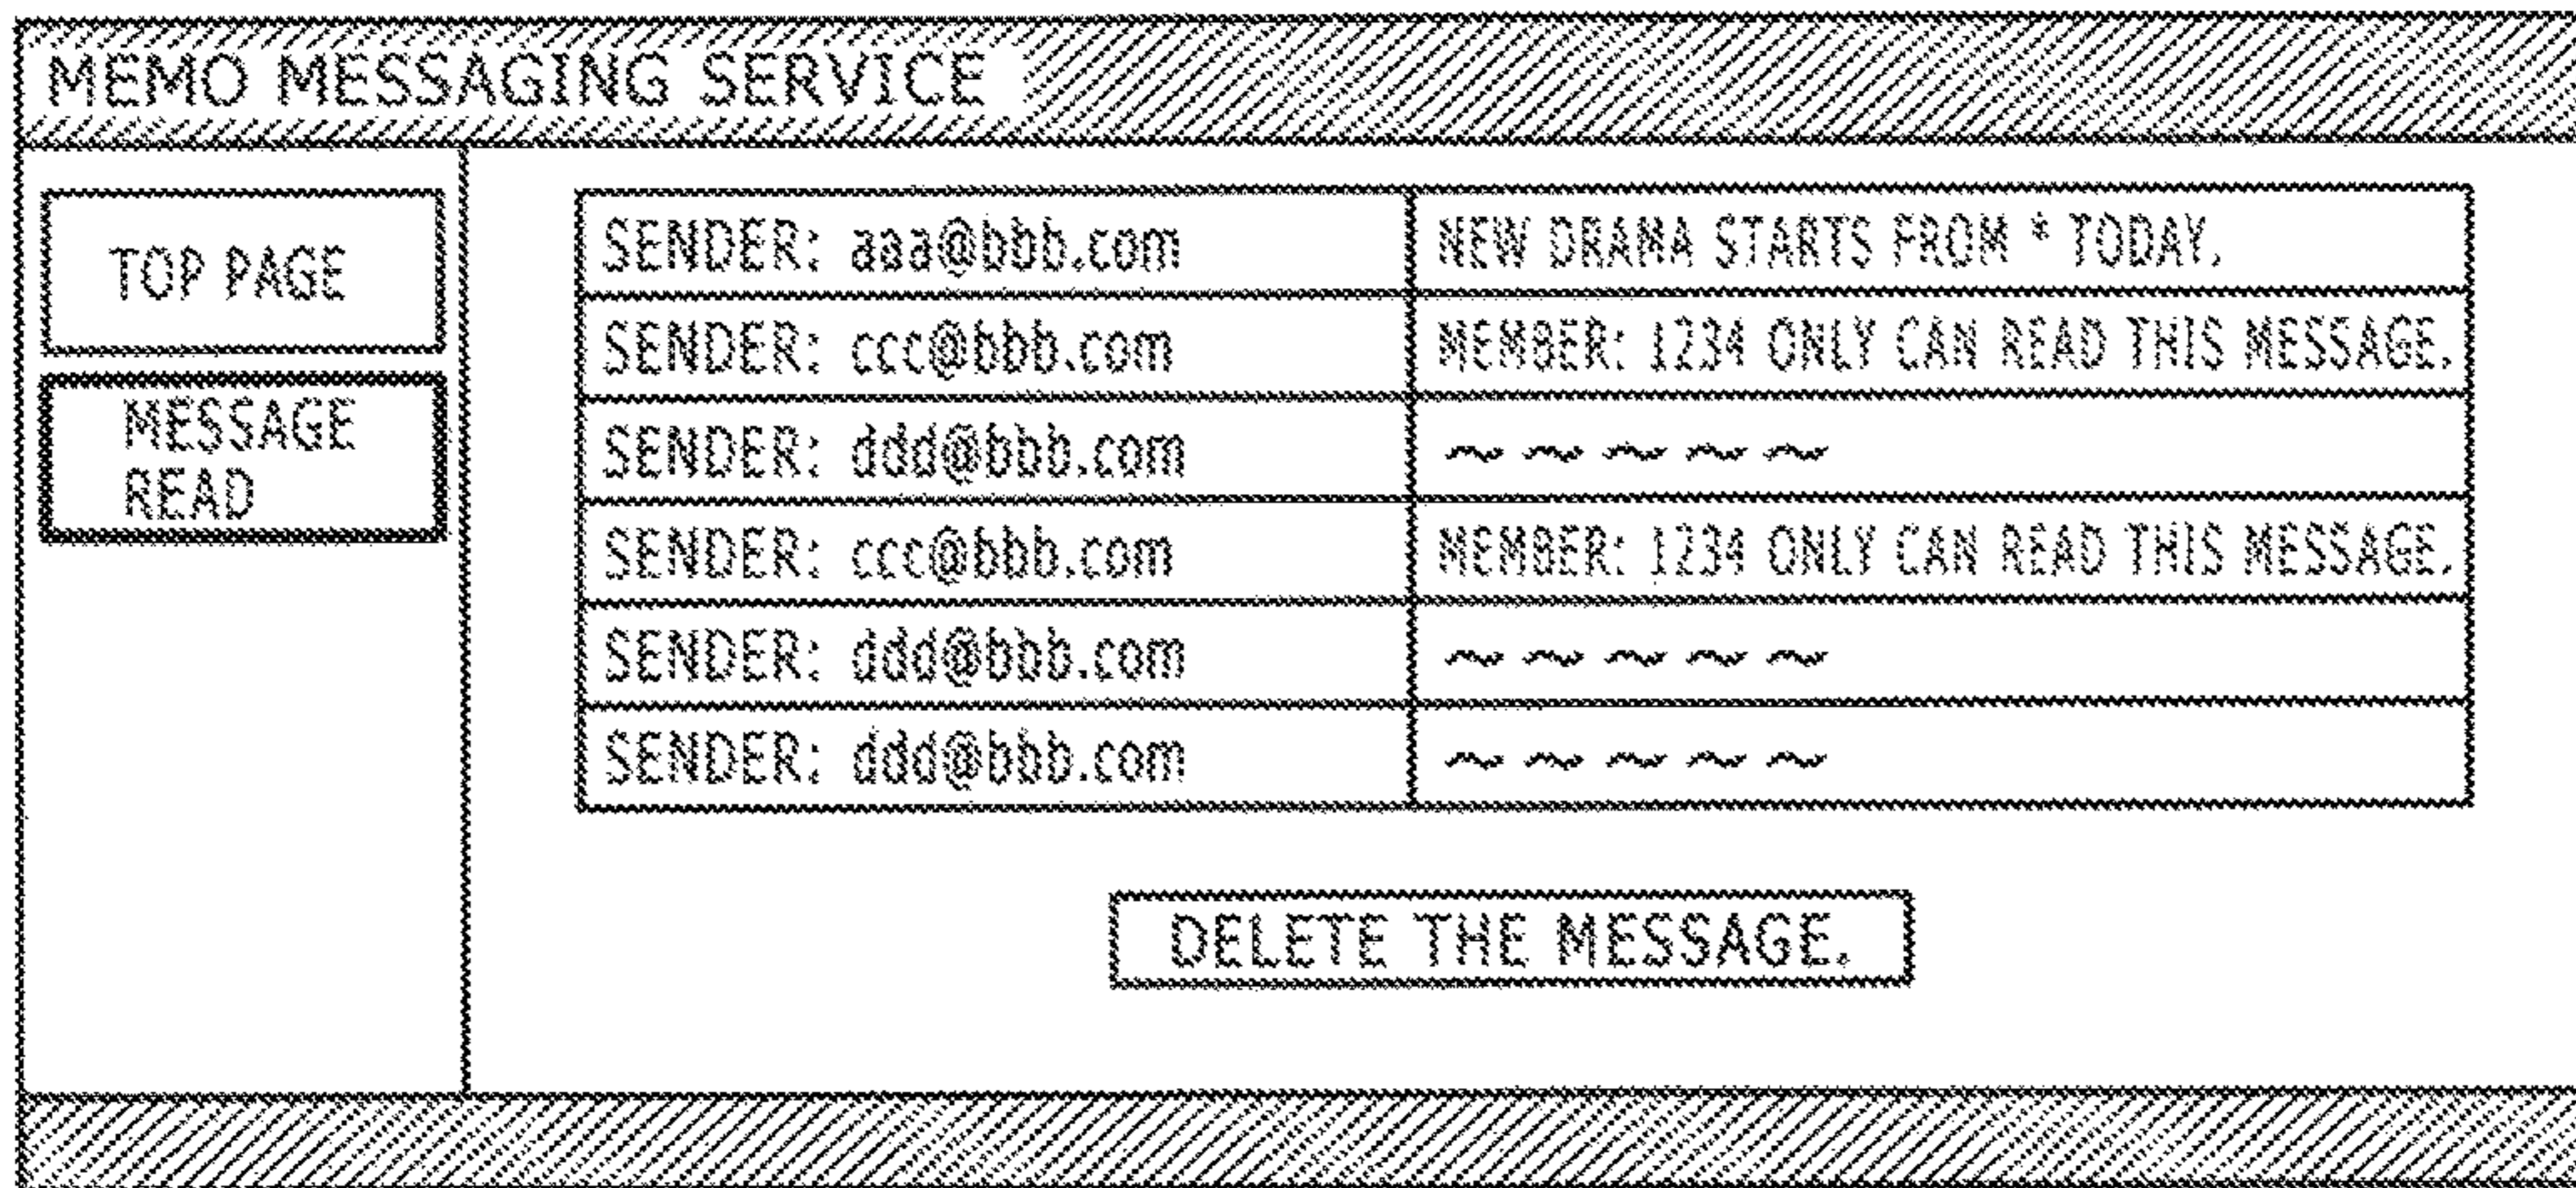 MEMO MESSAGING SERVICE
TOP PAGE
MESSAGE
READ
SENDER: aaa@bbb.com NEW DRAMA STARTS FROM * TODAY.
SENDER: ccc@bbb.com MEMBER: 1234 ONLY CAN READ THIS MESSAGE.
SENDER: ddd@bbb.com ~ ~ ~ ~ ~
SENDER: ccc@bbb.com MEMBER: 1234 ONLY CAN READ THIS MESSAGE.
SENDER: ddd@bbb.com ~ ~ ~ ~ ~
SENDER: ddd@bbb.com ~ ~ ~ ~ ~
DELETE THE MESSAGE.